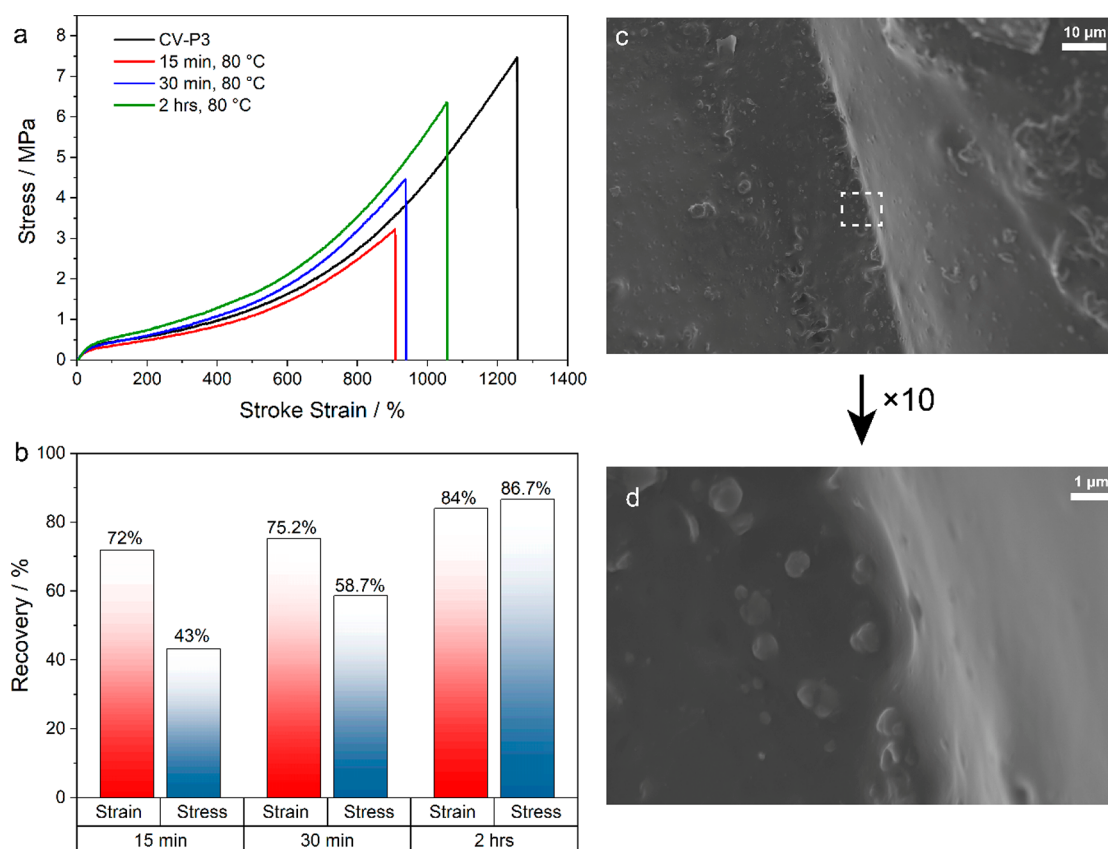 a
8
7
6
5
4
3
2
1
0
Stress / MPa
CV-P3
15 min, 80 °C
30 min, 80 °C
2 hrs, 80 °C
0 200 400 600 800 1000 1200 1400
Stroke Strain / %
b
100
80
60
40
20
0
Recovery / %
72%
43%
75.2%
58.7%
84%
86.7%
Strain Stress Strain Stress Strain Stress
15 min 30 min 2 hrs
c
10 μm
×10
d
1 μm